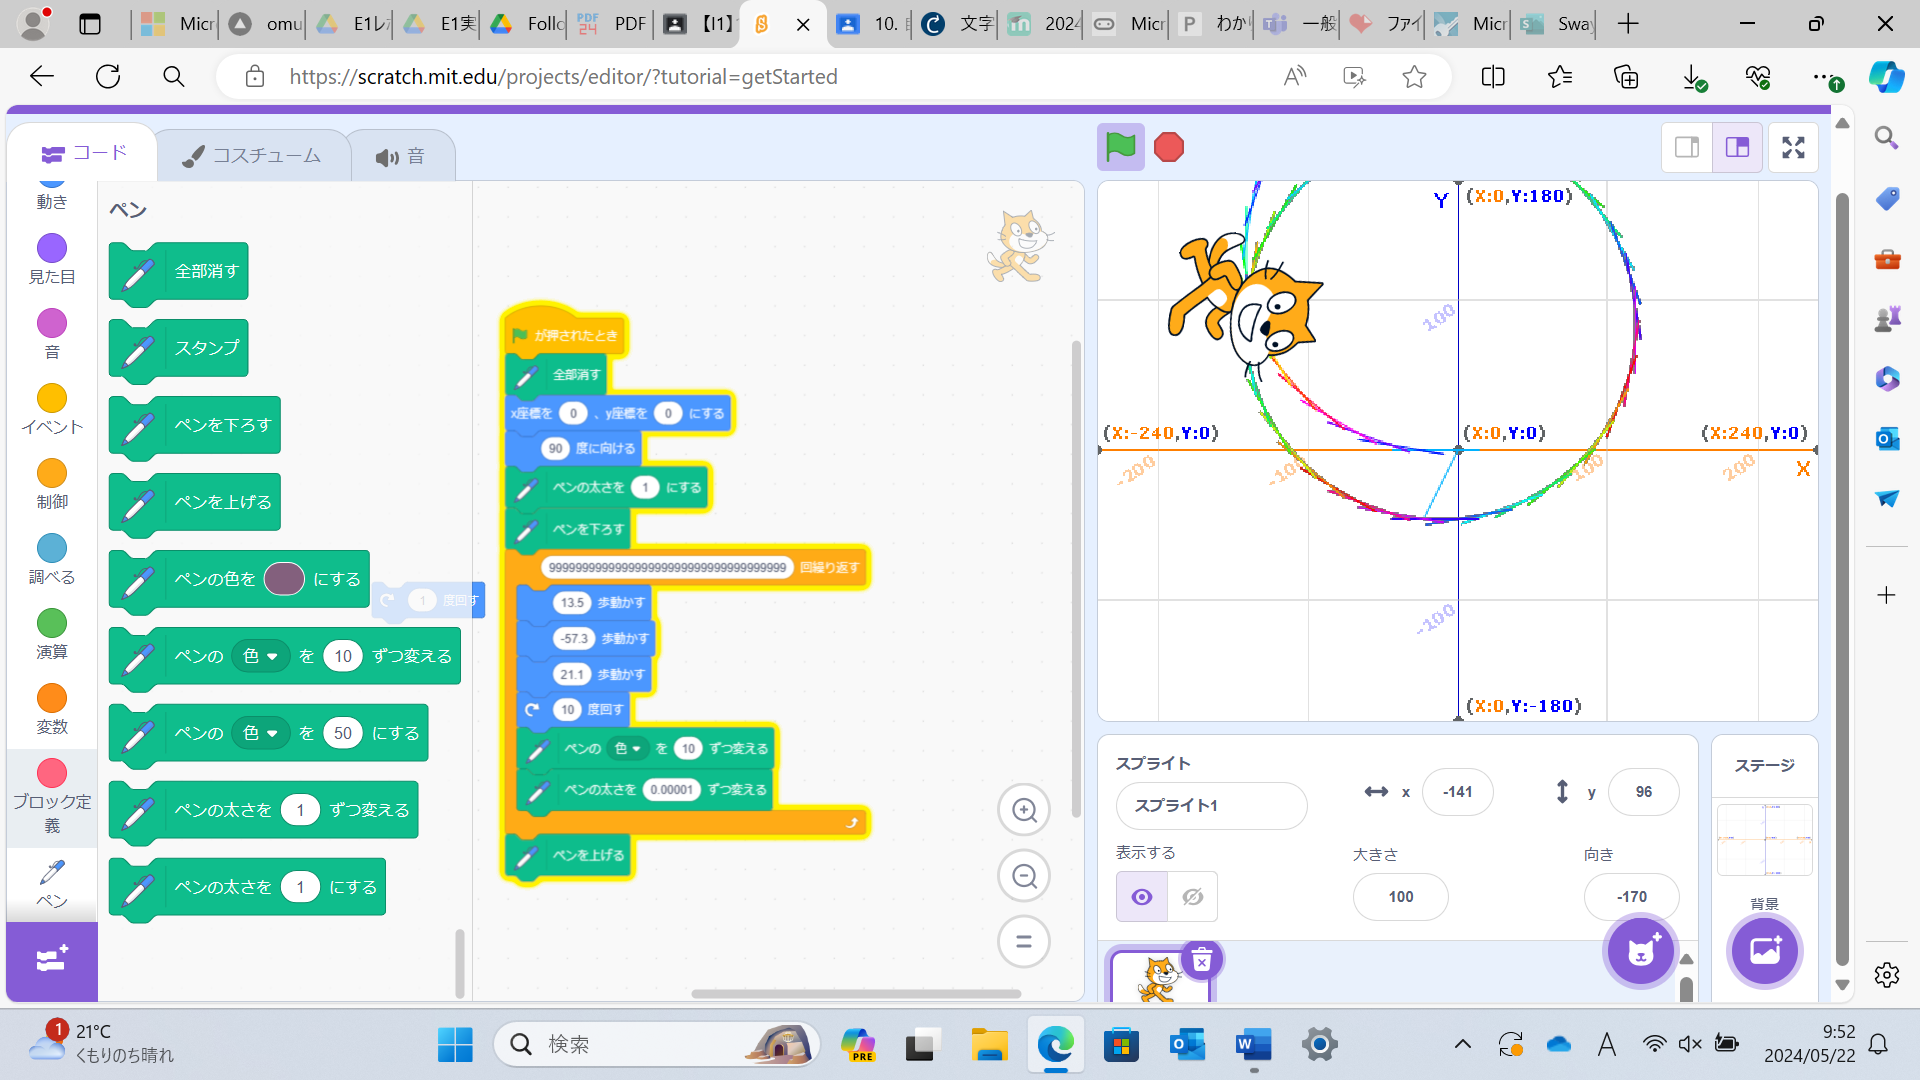 Micr
omu
E1レ
E1実
Follo
PDF
【I1】
10.
文字
2024
Micr
わか
一般
ファイ
Micr
Sway
https://scratch.mit.edu/projects/editor/?tutorial=getStarted
コード
コスチューム
音
動き
見た目
音
イベント
制御
調べる
演算
変数
ブロック定
義
ペン
ペン
全部消す
スタンプ
ペンを下ろす
ペンを上げる
ペンの色を にする
ペンの 色 を 10 ずつ変える
ペンの 色 を 50 にする
ペンの太さを 1 ずつ変える
ペンの太さを 1 にする
1 度回す
が押されたとき
全部消す
x座標を 0 、y座標を 0 にする
90 度に向ける
ペンの太さを 1 にする
ペンを下ろす
回繰り返す
13.5 歩動かす
-57.3 歩動かす
21.1 歩動かす
10 度回す
ペンの 色 を 10 ずつ変える
ペンの太さを 0.00001 ずつ変える
ペンを上げる
Y
(X:0,Y:180)
100
(X:-240,Y:0)
(X:0,Y:0)
(X:240,Y:0)
-200
-100
100
200
X
-100
(X:0,Y:-180)
スプライト
スプライト1
x
-141
y
96
表示する
大きさ
100
向き
-170
ステージ
背景
1
21°C
くもりのち晴れ
検索
PRE
A
9:52
2024/05/22